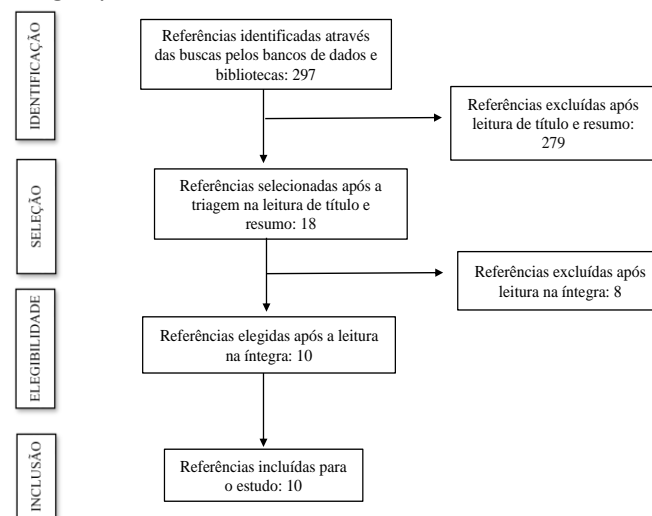 IDENTIFICAÇÃO
Referências identificadas através
das buscas pelos bancos de dados e
bibliotecas: 297
Referências excluídas após
leitura de título e resumo:
279
SELEÇÃO
Referências selecionadas após a
triagem na leitura de título e
resumo: 18
Referências excluídas após
leitura na íntegra: 8
ELEGIBILIDADE
Referências elegidas após a leitura
na íntegra: 10
INCLUSÃO
Referências incluídas para
o estudo: 10